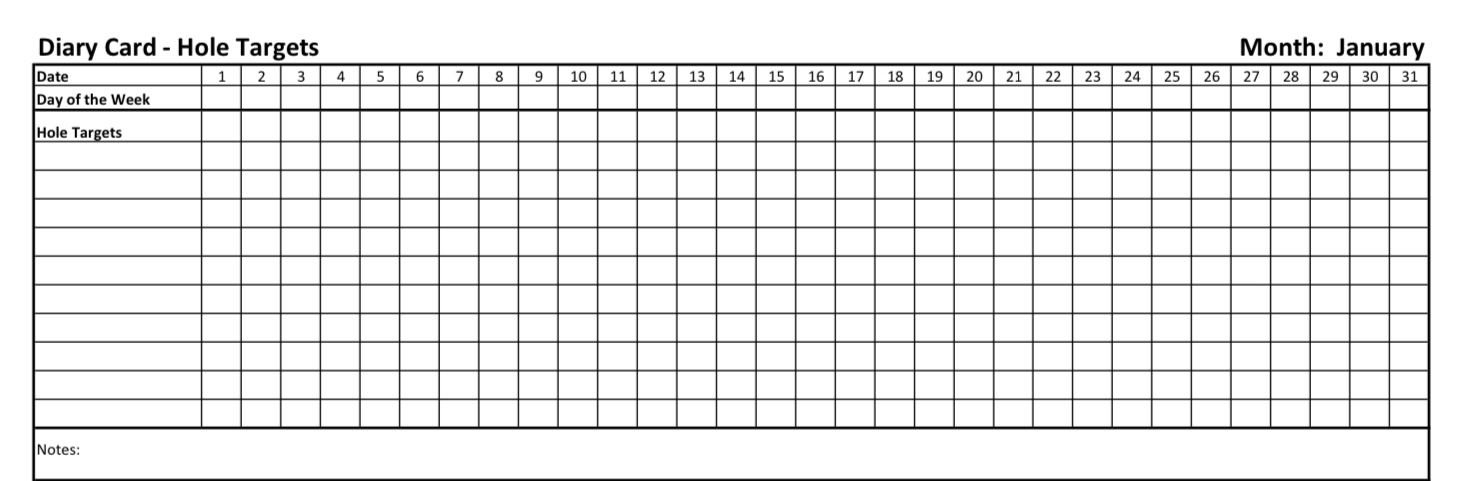 Diary Card - Hole Targets Month: January
Date 1 2 3 4 5 6 7 8 9 10 11 12 13 14 15 16 17 18 19 20 21 22 23 24 25 26 27 28 29 30 31
Day of the Week
Hole Targets
Notes: